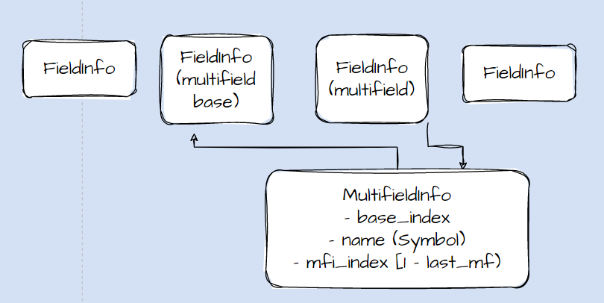 FieldInfo
FieldInfo
(multifield
base)
FieldInfo
(multifield)
FieldInfo
MultifieldInfo
- base_index
- name (Symbol)
- mfi_index [1 - last_mf)